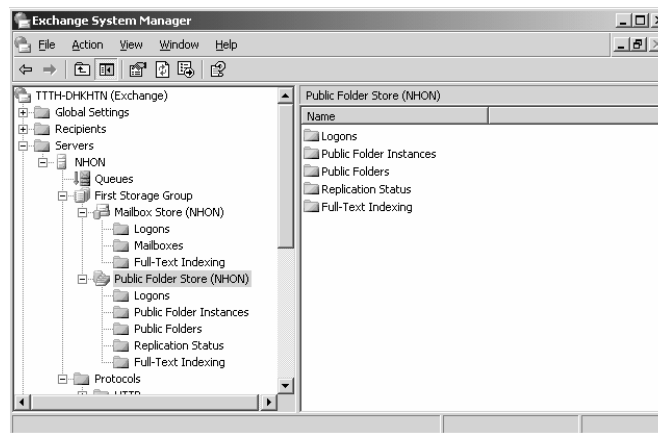 Exchange System Manager
File Action View Window Help
TTTH-DHKHTN (Exchange)
Global Settings
Recipients
Servers
NHON
Queues
First Storage Group
Mailbox Store (NHON)
Logons
Mailboxes
Full-Text Indexing
Public Folder Store (NHON)
Logons
Public Folder Instances
Public Folders
Replication Status
Full-Text Indexing
Protocols
HTTP
Public Folder Store (NHON)
Name
Logons
Public Folder Instances
Public Folders
Replication Status
Full-Text Indexing